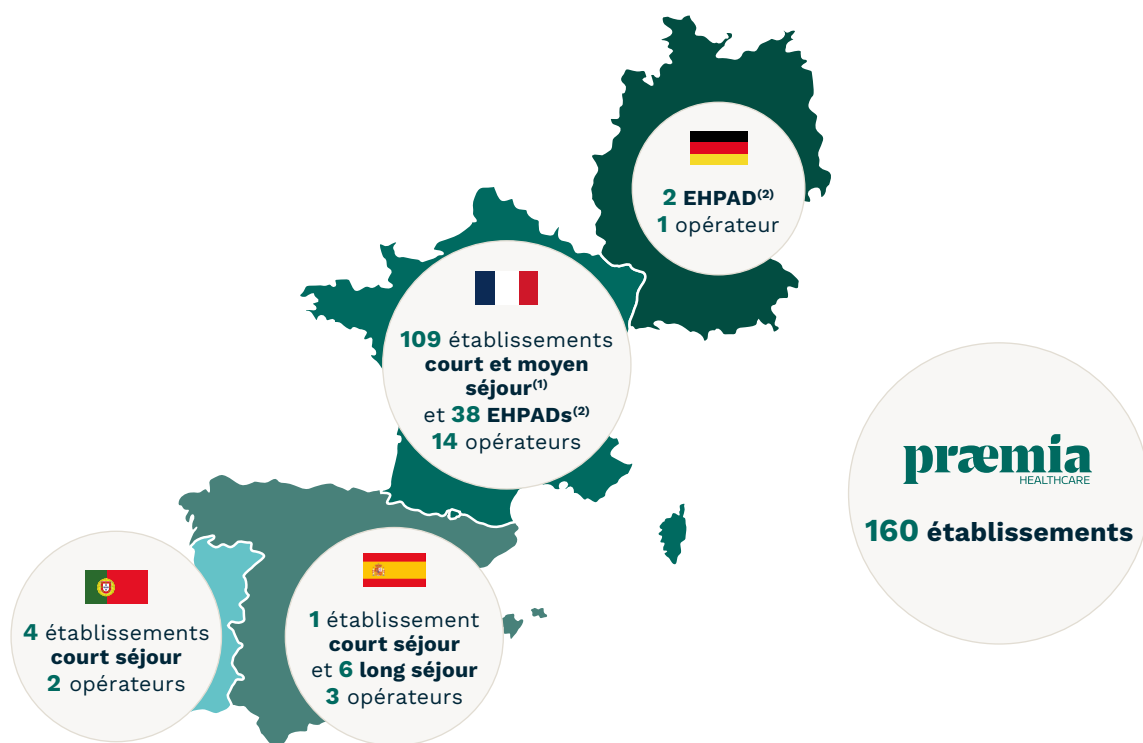 2 EHPAD(2)
1 opérateur
109 établissements
court et moyen
séjour(1)
et 38 EHPADs(2)
14 opérateurs
præmia
HEALTHCARE
160 établissements
4 établissements
court séjour
2 opérateurs
1 établissement
court séjour
et 6 long séjour
3 opérateurs